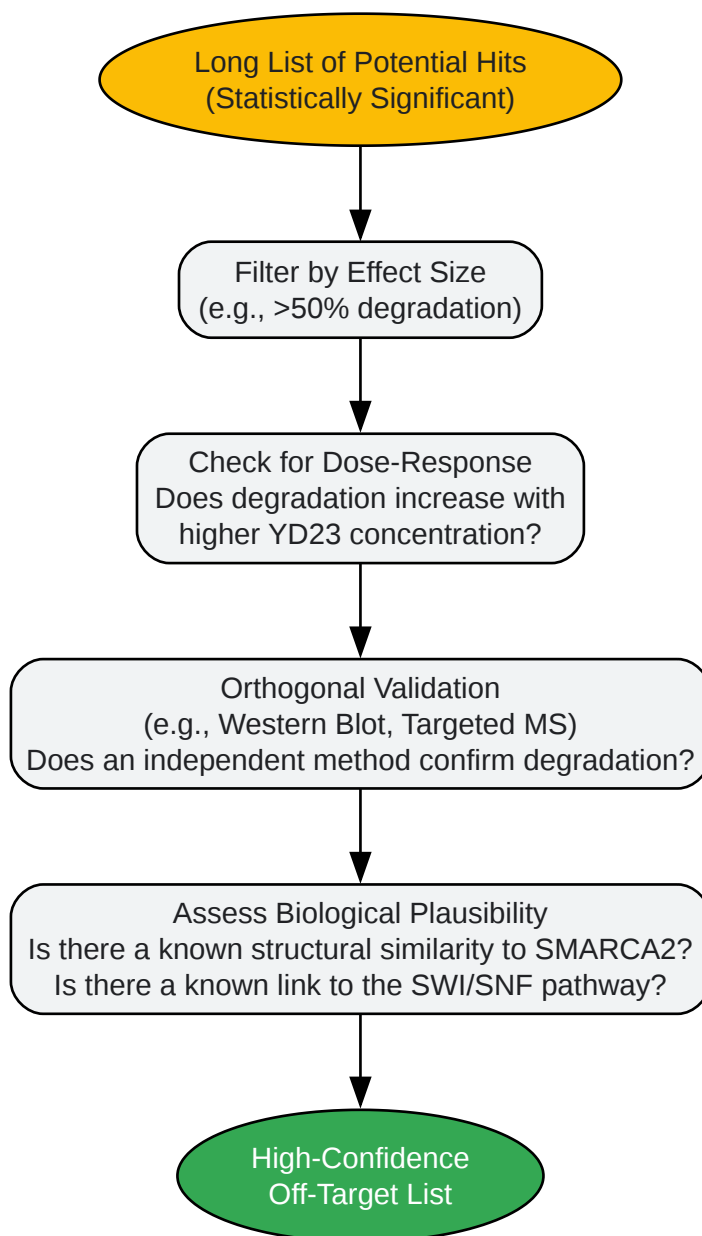 Long List of Potential Hits
(Statistically Significant)
Filter by Effect Size
(e.g., >50% degradation)
Check for Dose-Response
Does degradation increase with
higher YD23 concentration?
Orthogonal Validation
(e.g., Western Blot, Targeted MS)
Does an independent method confirm degradation?
Assess Biological Plausibility
Is there a known structural similarity to SMARCA2?
Is there a known link to the SWI/SNF pathway?
High-Confidence
Off-Target List